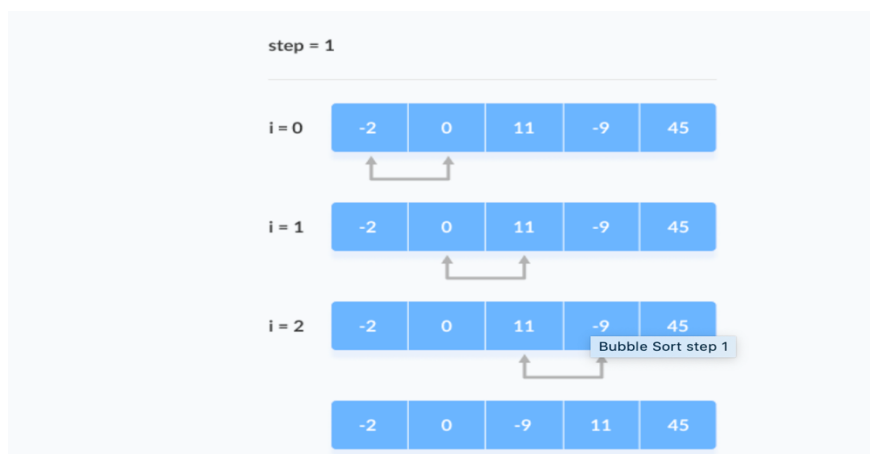 step = 1
i = 0 -2 0 11 -9 45
i = 1 -2 0 11 -9 45
i = 2 -2 0 11 -9 45
Bubble Sort step 1
-2 0 -9 11 45